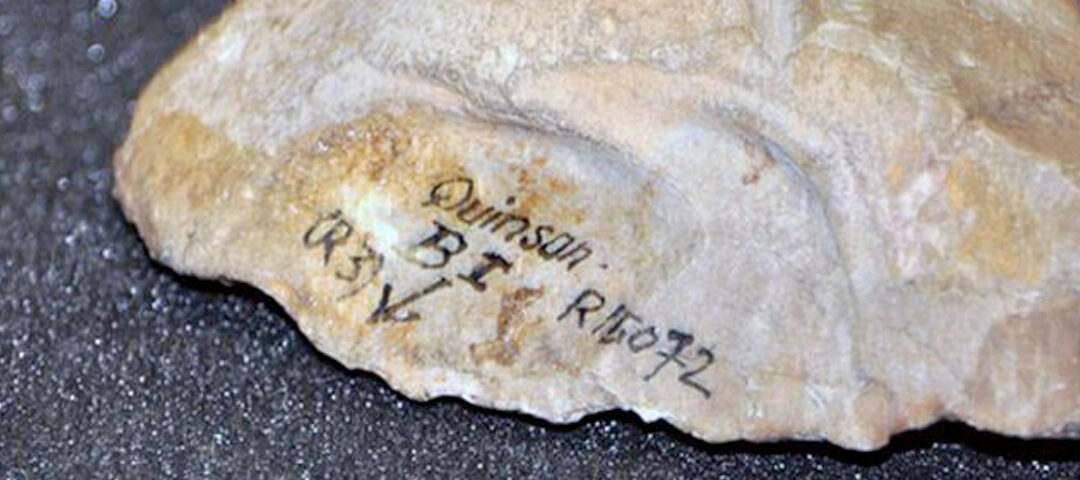 Quinson.
BI
(R3) V
R15072